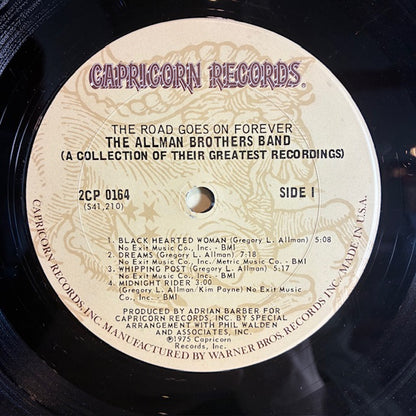 CAPRICORN RECORDS®
THE ROAD GOES ON FOREVER
THE ALLMAN BROTHERS BAND
(A COLLECTION OF THEIR GREATEST RECORDINGS)
2CP 0164
SIDE I
(S41,210)
1. BLACK HEARTED WOMAN (Gregory L. Allman) 5:08
No Exit Music Co., Inc. - BMI
2. DREAMS (Gregory L. Allman) 7:18
No Exit Music Co., Inc./Metric Music Co. - BMI
3. WHIPPING POST (Gregory L. Allman) 5:17
No Exit Music Co., Inc. - BMI
4. MIDNIGHT RIDER 3:00
(Gregory L. Allman/Kim Payne) No Exit Music
Co., Inc. - BMI
PRODUCED BY ADRIAN BARBER FOR
CAPRICORN RECORDS, INC. BY SPECIAL
ARRANGEMENT WITH PHIL WALDEN
AND ASSOCIATES, INC.
℗1975 Capricorn
Records, Inc.
CAPRICORN RECORDS, INC. MANUFACTURED BY WARNER BROS. RECORDS INC. MADE IN U.S.A.